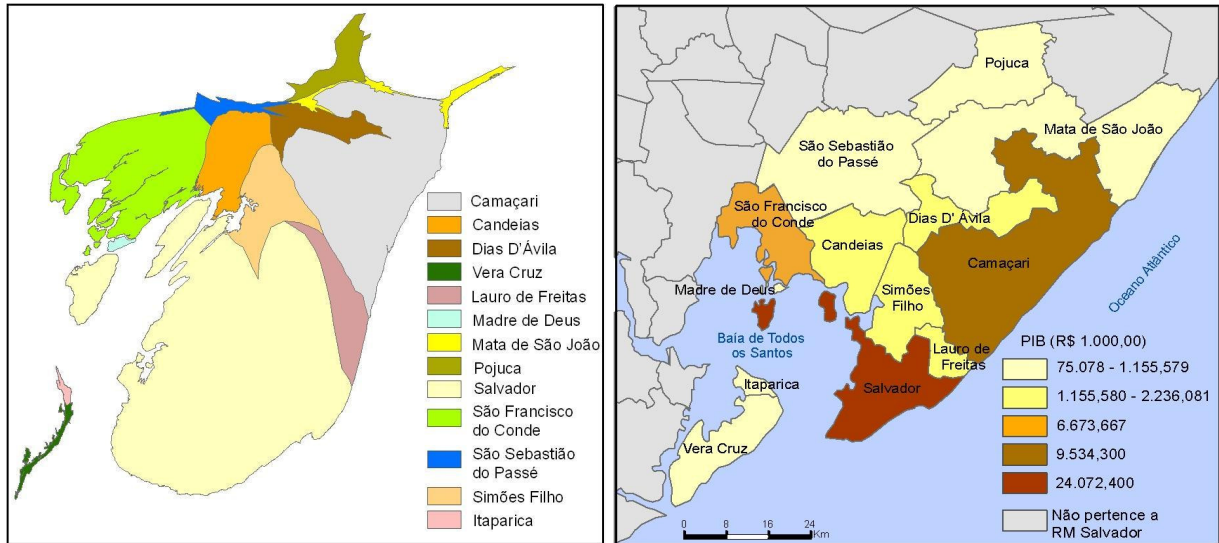 Camaçari
Candeias
Dias D'Ávila
Vera Cruz
Lauro de Freitas
Madre de Deus
Mata de São João
Pojuca
Salvador
São Francisco
do Conde
São Sebastião
do Passé
Simões Filho
Itaparica
Pojuca
Mata de São João
São Sebastião
do Passé
São Francisco
do Conde
Dias D' Ávila
Candeias
Camaçari
Simões
Filho
Madre de Deus
Oceano Atlântico
Baía de Todos
os Santos
Lauro de
Freitas
Salvador
Itaparica
Vera Cruz
PIB (R$ 1.000,00)
75.078 - 1.155,579
1.155,580 - 2.236,081
6.673,667
9.534,300
24.072,400
Não pertence a
RM Salvador
0 4 8 16 24
Km